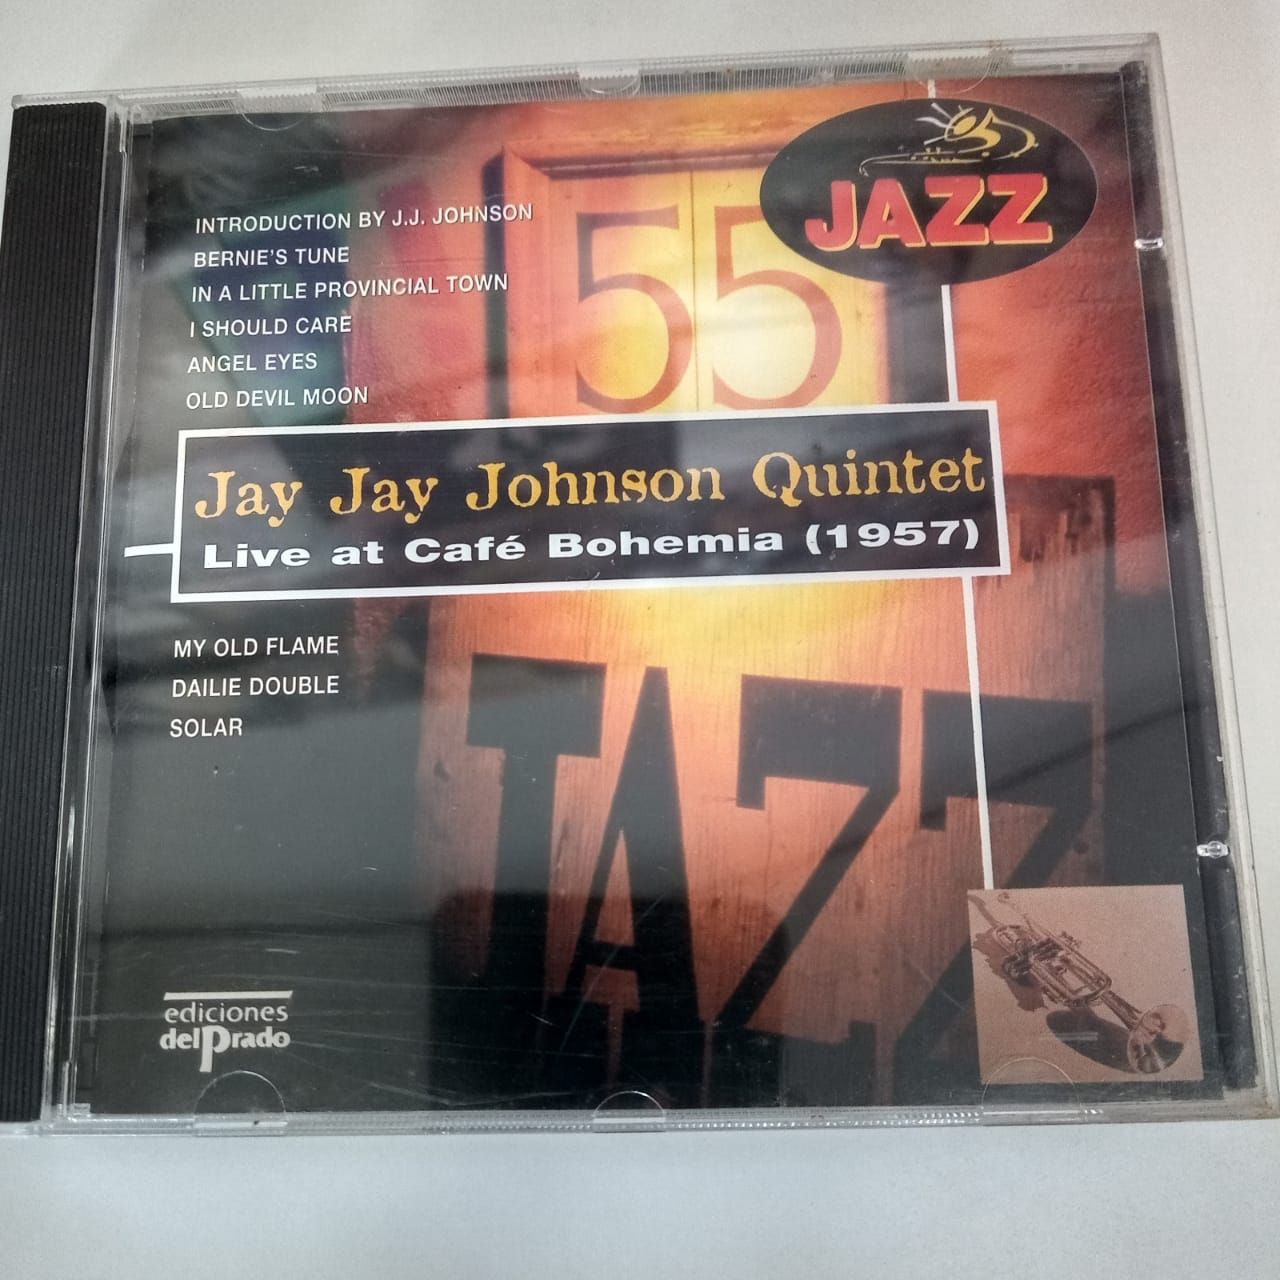 JAZZ
55
INTRODUCTION BY J.J. JOHNSON
BERNIE'S TUNE
IN A LITTLE PROVINCIAL TOWN
I SHOULD CARE
ANGEL EYES
OLD DEVIL MOON
Jay Jay Johnson Quintet
Live at Café Bohemia (1957)
MY OLD FLAME
DAILIE DOUBLE
SOLAR
JAZZ
ediciones
delPrado